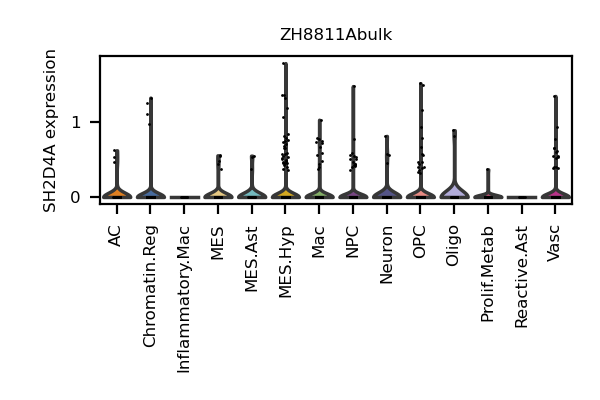 ZH8811Abulk
SH2D4A expression
1
0
AC
Chromatin.Reg
Inflammatory.Mac
MES
MES.Ast
MES.Hyp
Mac
NPC
Neuron
OPC
Oligo
Prolif.Metab
Reactive.Ast
Vasc